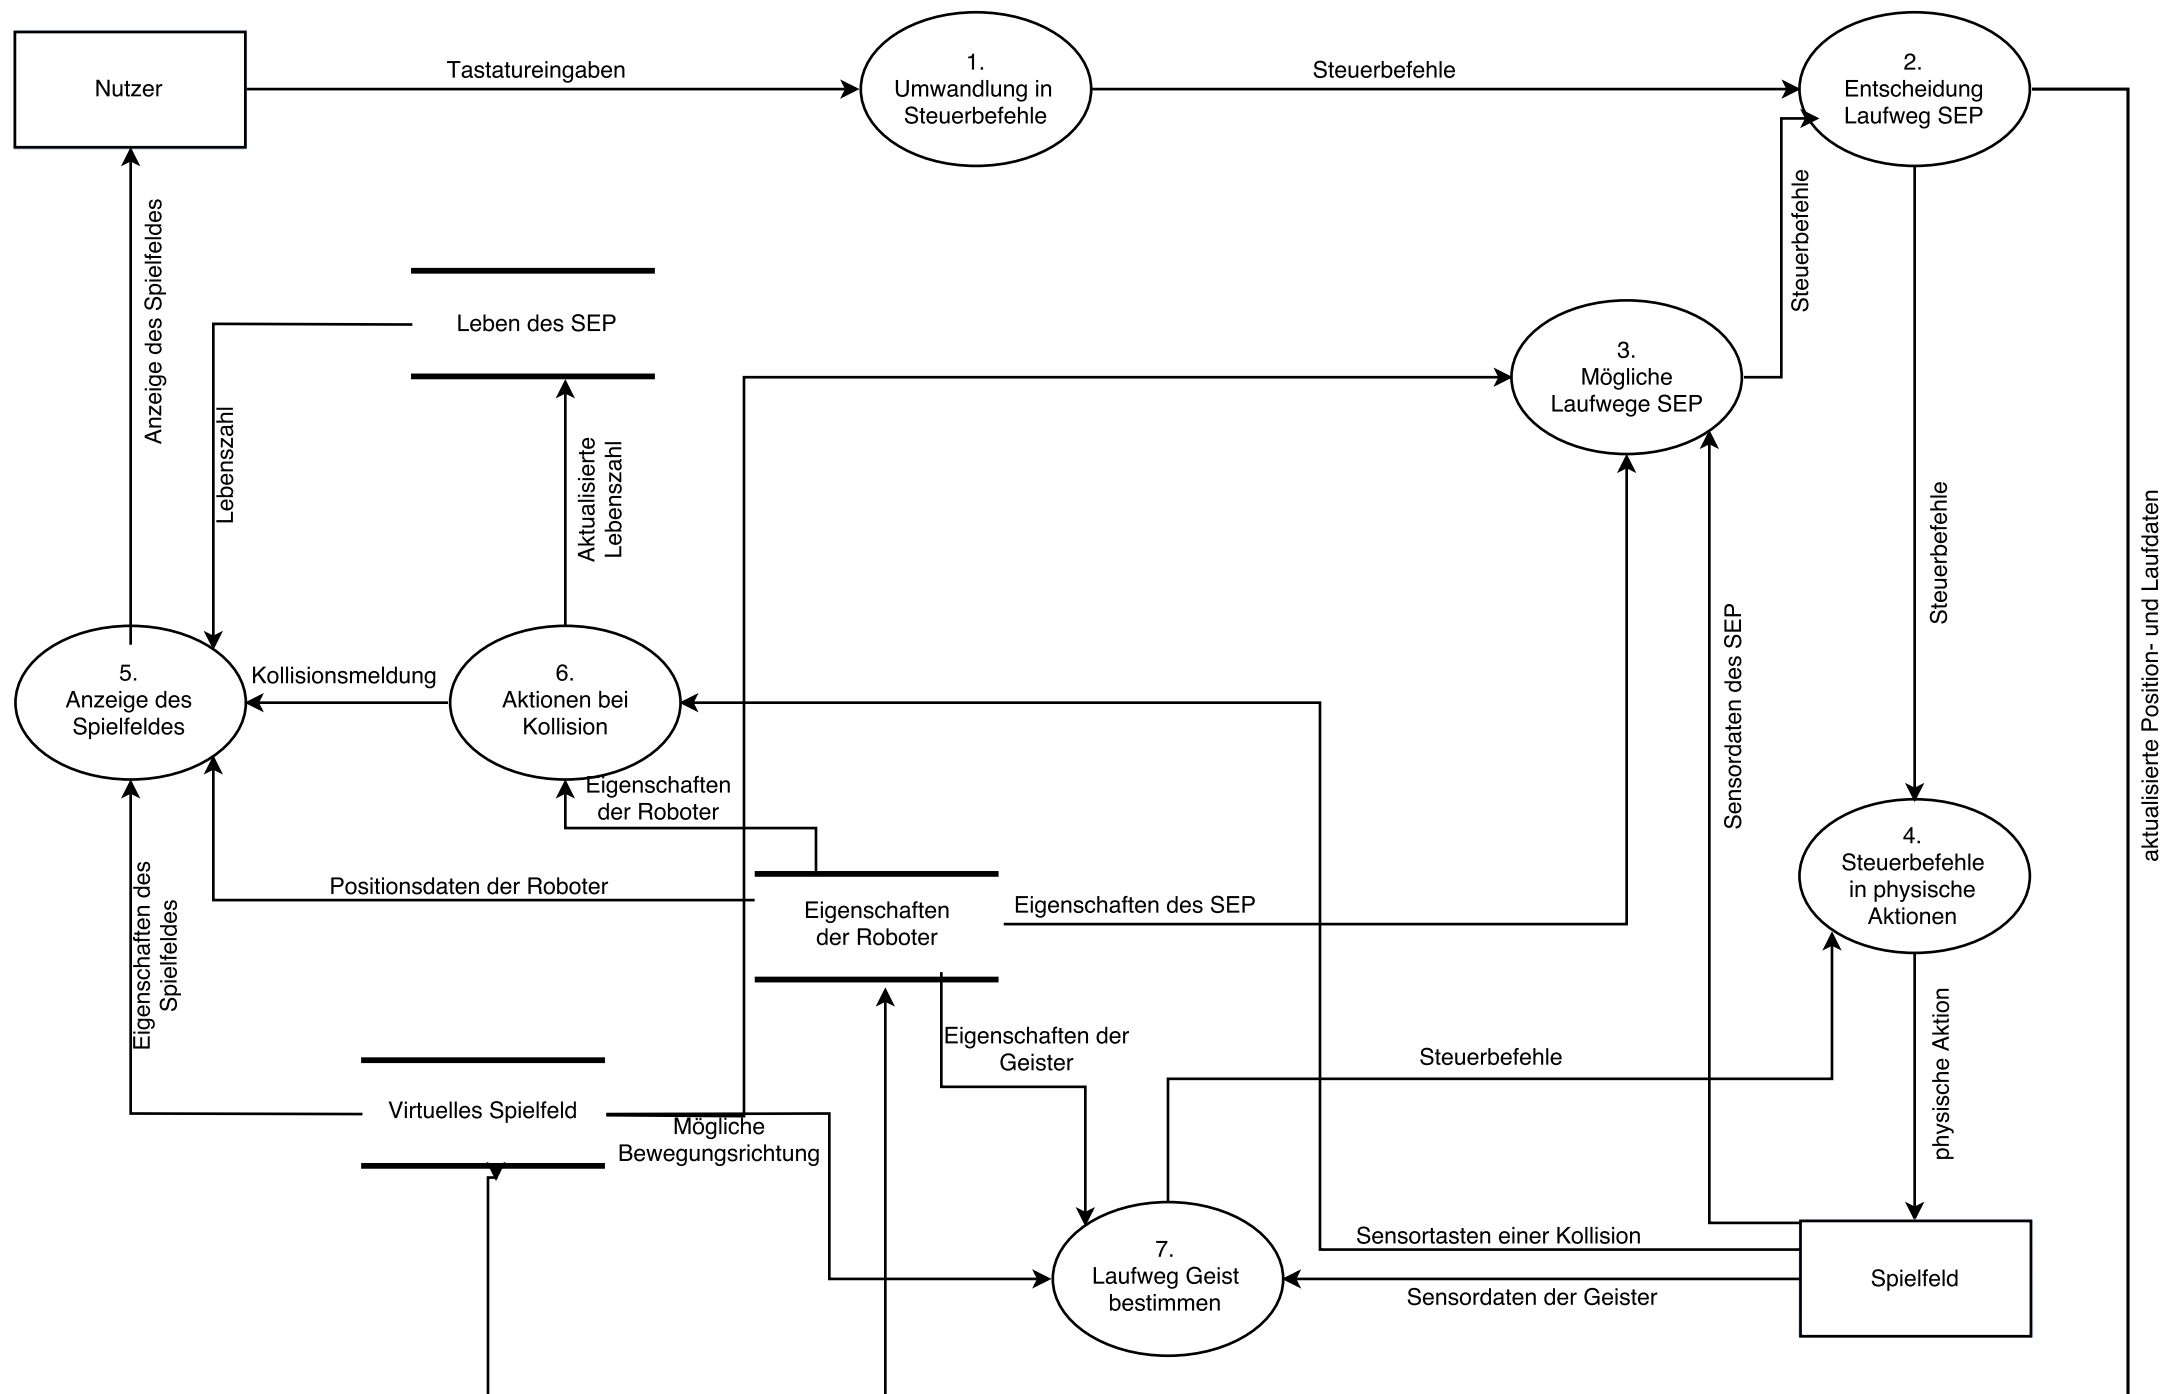 Nutzer
Tastatureingaben
1.
Umwandlung in
Steuerbefehle
Steuerbefehle
2.
Entscheidung
Laufweg SEP
Anzeige des Spielfeldes
Leben des SEP
Lebenszahl
Aktualisierte
Lebenszahl
3.
Mögliche
Laufwege SEP
Steuerbefehle
Steuerbefehle
aktualisierte Position- und Laufdaten
5.
Anzeige des
Spielfeldes
Kollisionsmeldung
6.
Aktionen bei
Kollision
Eigenschaften
der Roboter
Sensordaten des SEP
4.
Steuerbefehle
in physische
Aktionen
Positionsdaten der Roboter
Eigenschaften
der Roboter
Eigenschaften des SEP
Eigenschaften des
Spielfeldes
Eigenschaften der
Geister
Steuerbefehle
physische Aktion
Virtuelles Spielfeld
Mögliche
Bewegungsrichtung
7.
Laufweg Geist
bestimmen
Sensortasten einer Kollision
Sensordaten der Geister
Spielfeld